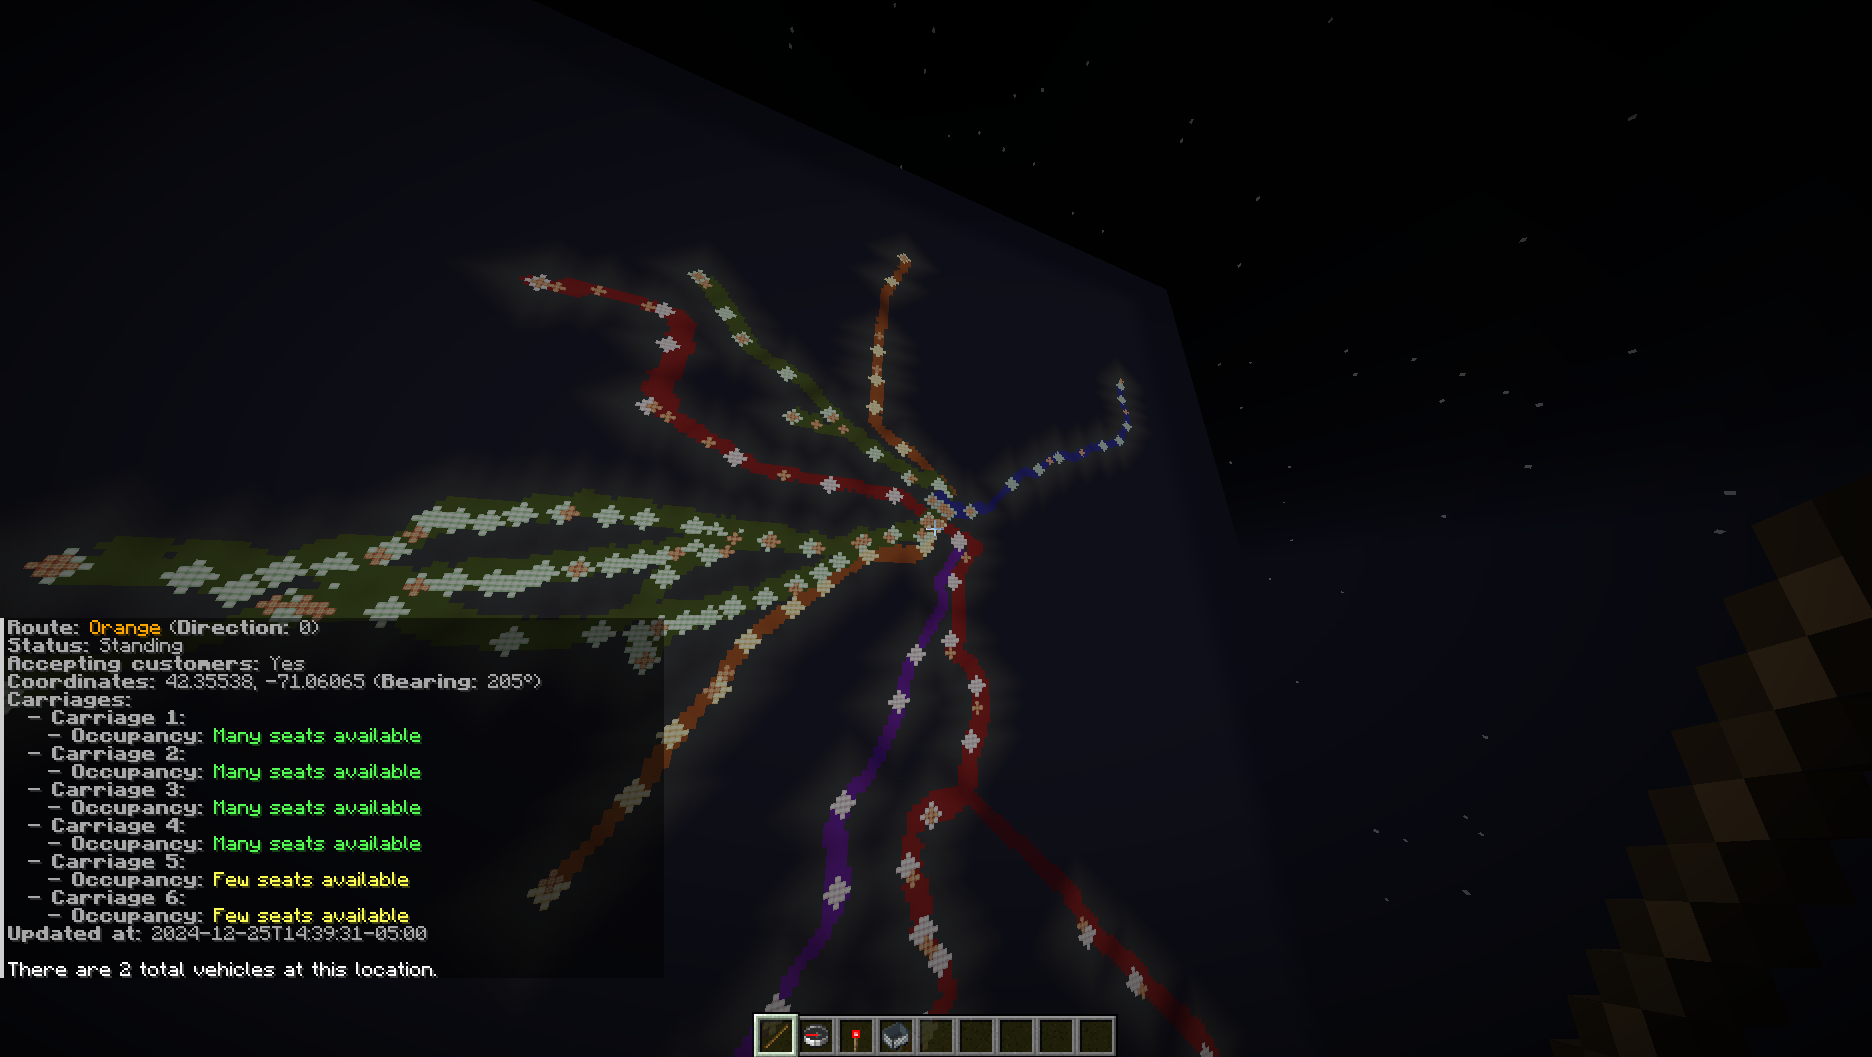 Route: Orange (Direction: 0)
Status: Standing
Accepting customers: Yes
Coordinates: 42.35538, -71.06065 (Bearing: 205°)
Carriages:
- Carriage 1:
- Occupancy: Many seats available
- Carriage 2:
- Occupancy: Many seats available
- Carriage 3:
- Occupancy: Many seats available
- Carriage 4:
- Occupancy: Many seats available
- Carriage 5:
- Occupancy: Few seats available
- Carriage 6:
- Occupancy: Few seats available
Updated at: 2024-12-25T14:39:31-05:00
There are 2 total vehicles at this location.